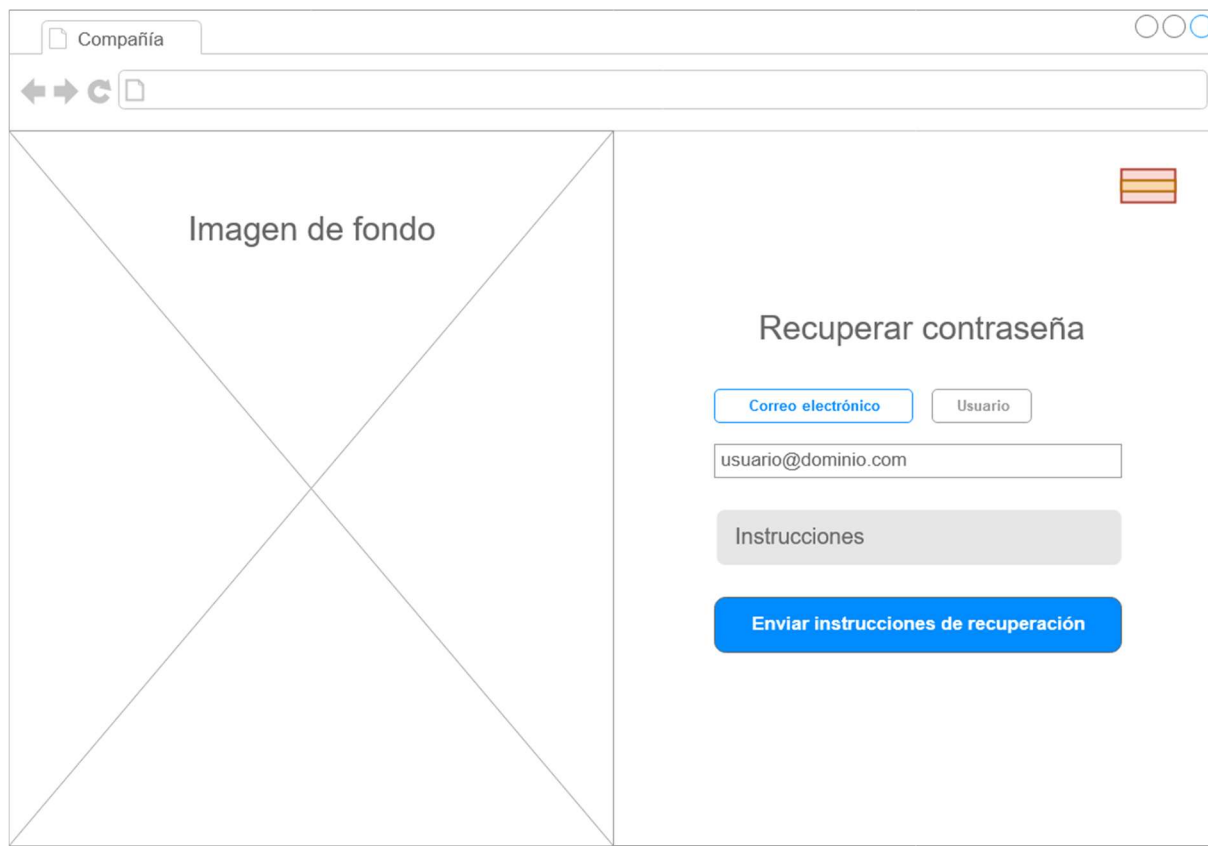 Compañía
Imagen de fondo
Recuperar contraseña
Correo electrónico
Usuario
usuario@dominio.com
Instrucciones
Enviar instrucciones de recuperación